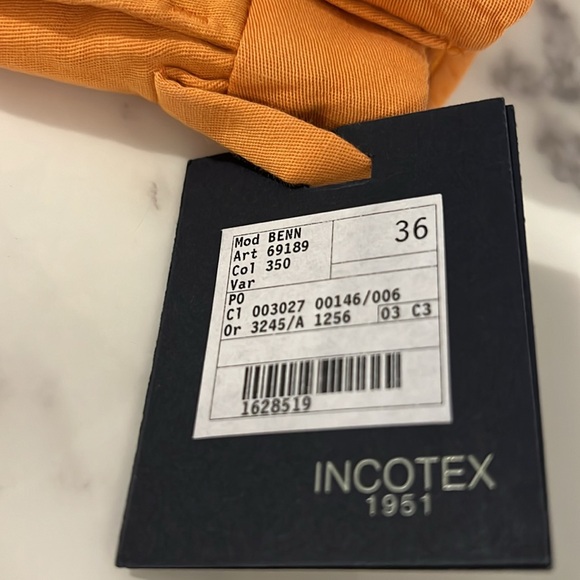 Mod BENN
36
Art 69189
Col 350
Var
PO
Cl 003027 00146/006
Or 3245/A 1256 03 C3
1628519
INCOTEX
1951